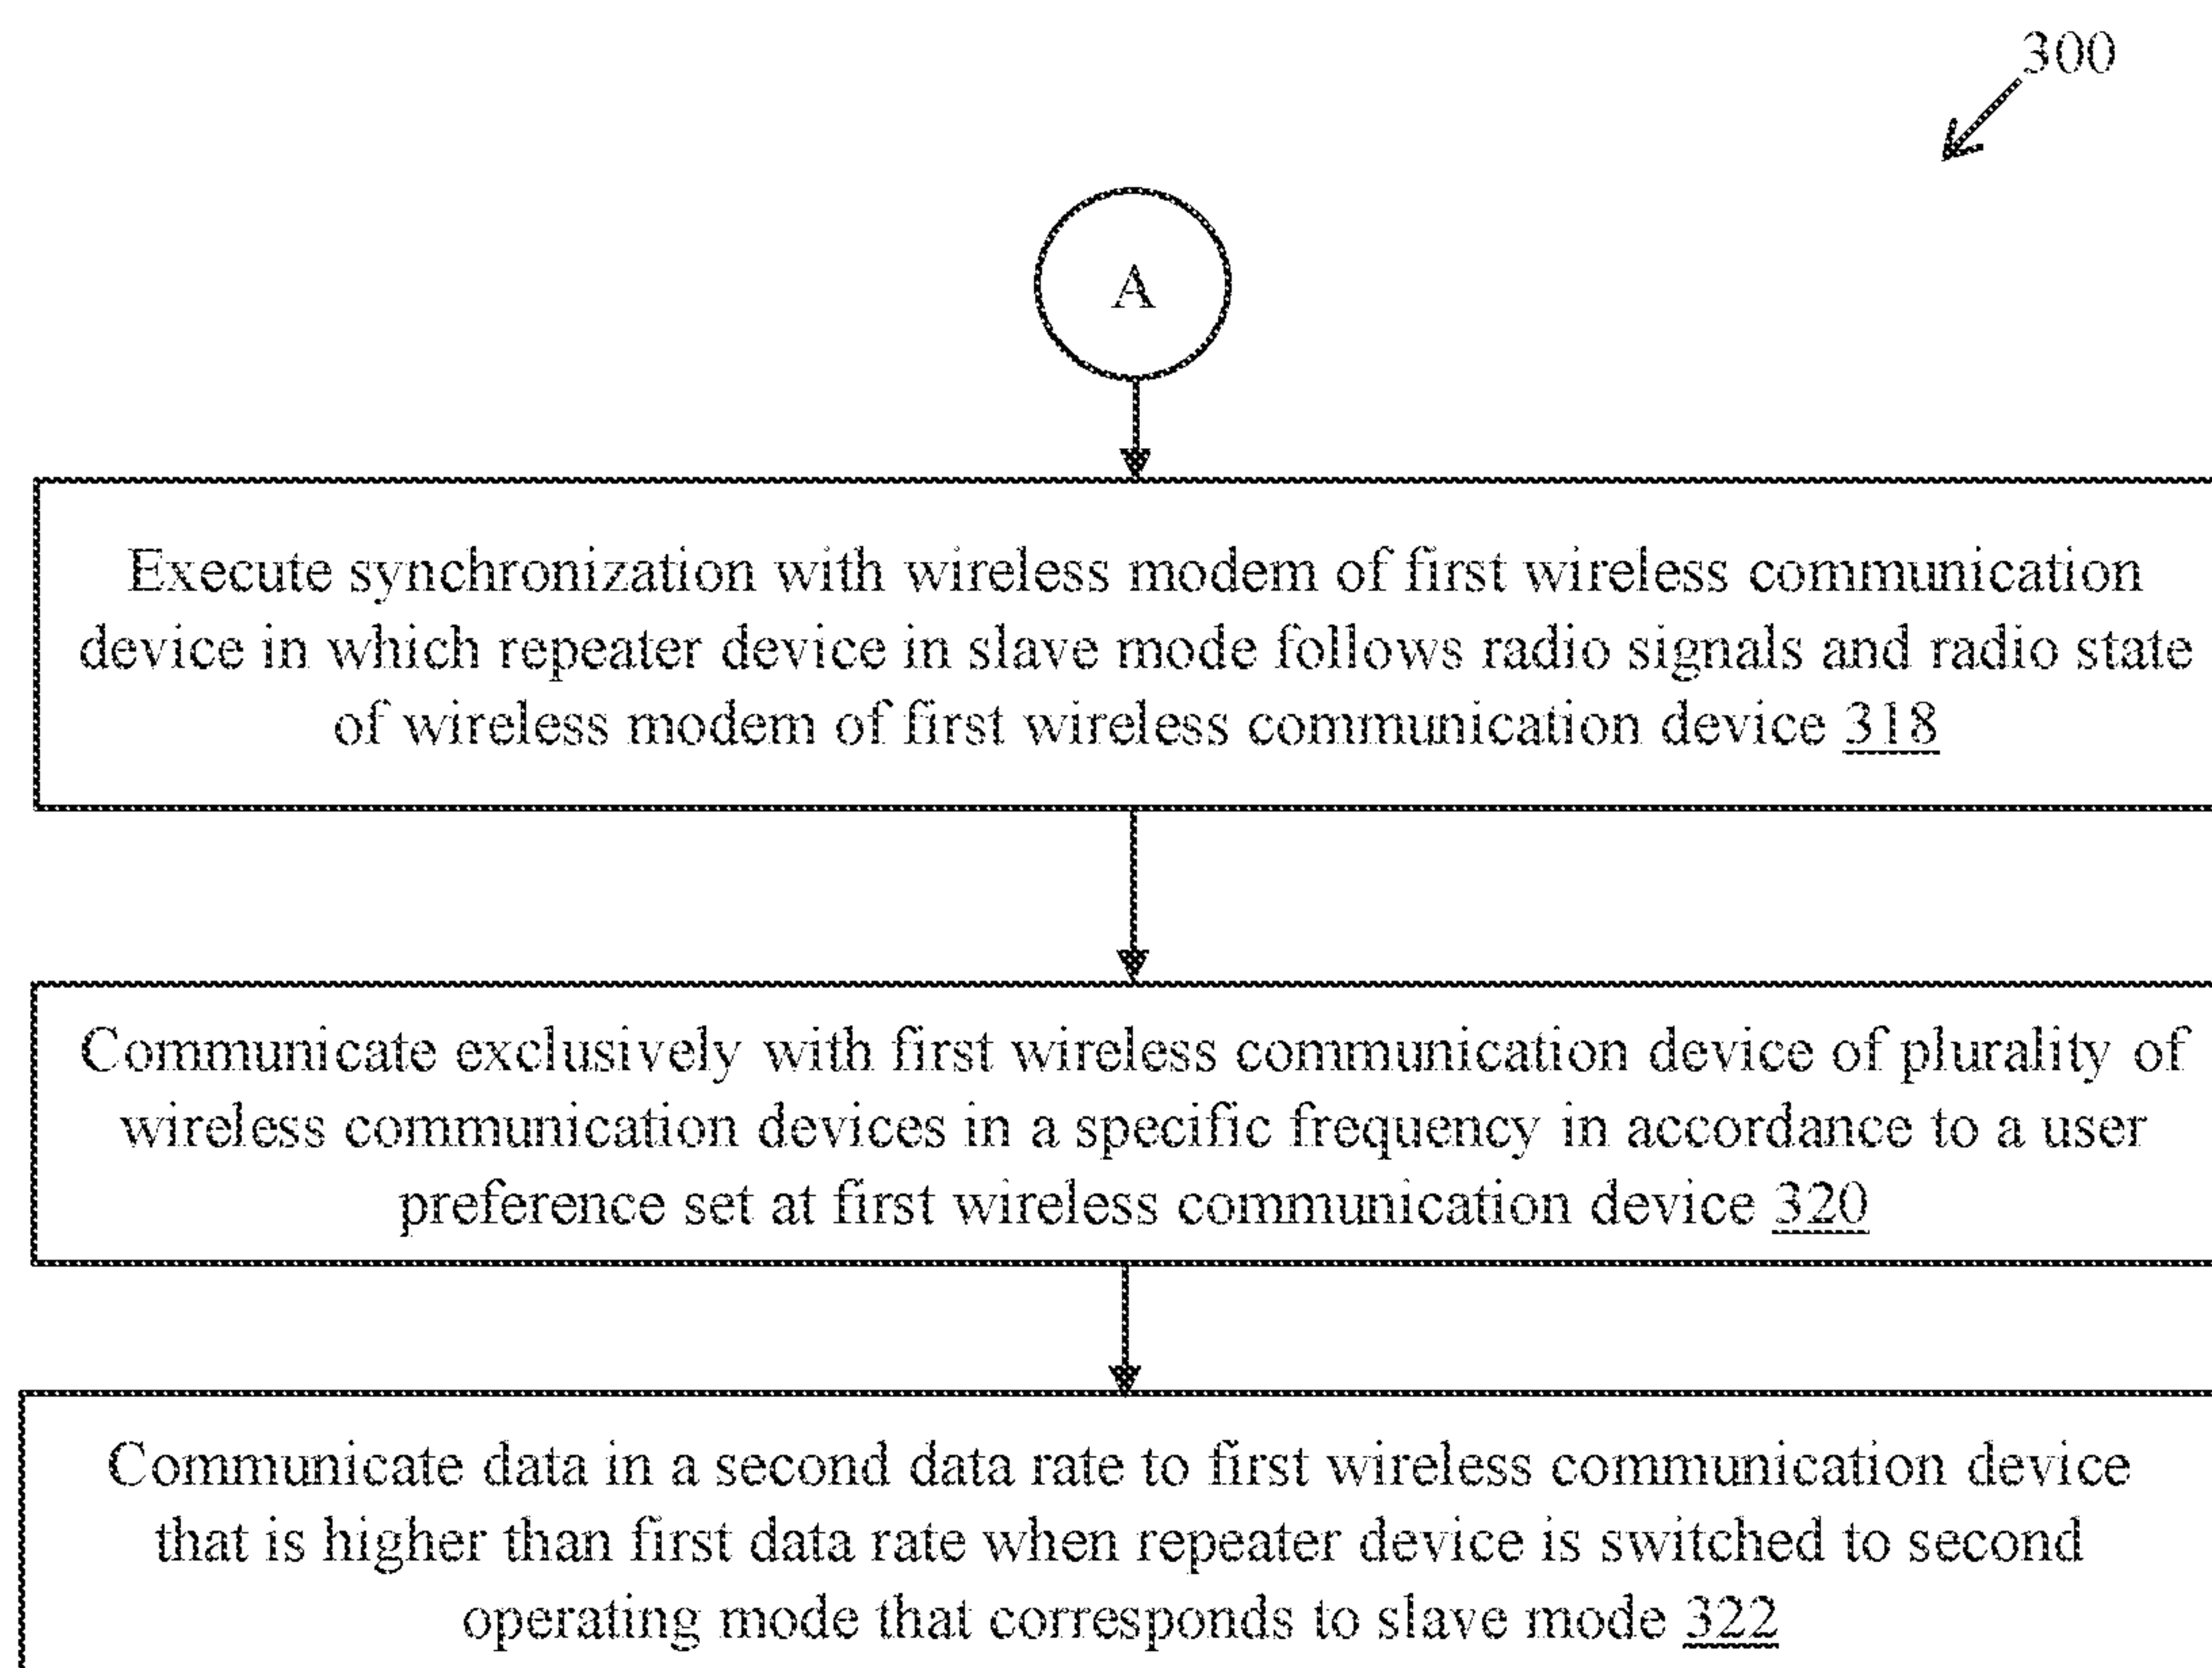 300
A
Execute synchronization with wireless modem of first wireless communication
device in which repeater device in slave mode follows radio signals and radio state
of wireless modem of first wireless communication device 318
Communicate exclusively with first wireless communication device of plurality of
wireless communication devices in a specific frequency in accordance to a user
preference set at first wireless communication device 320
Communicate data in a second data rate to first wireless communication device
that is higher than first data rate when repeater device is switched to second
operating mode that corresponds to slave mode 322